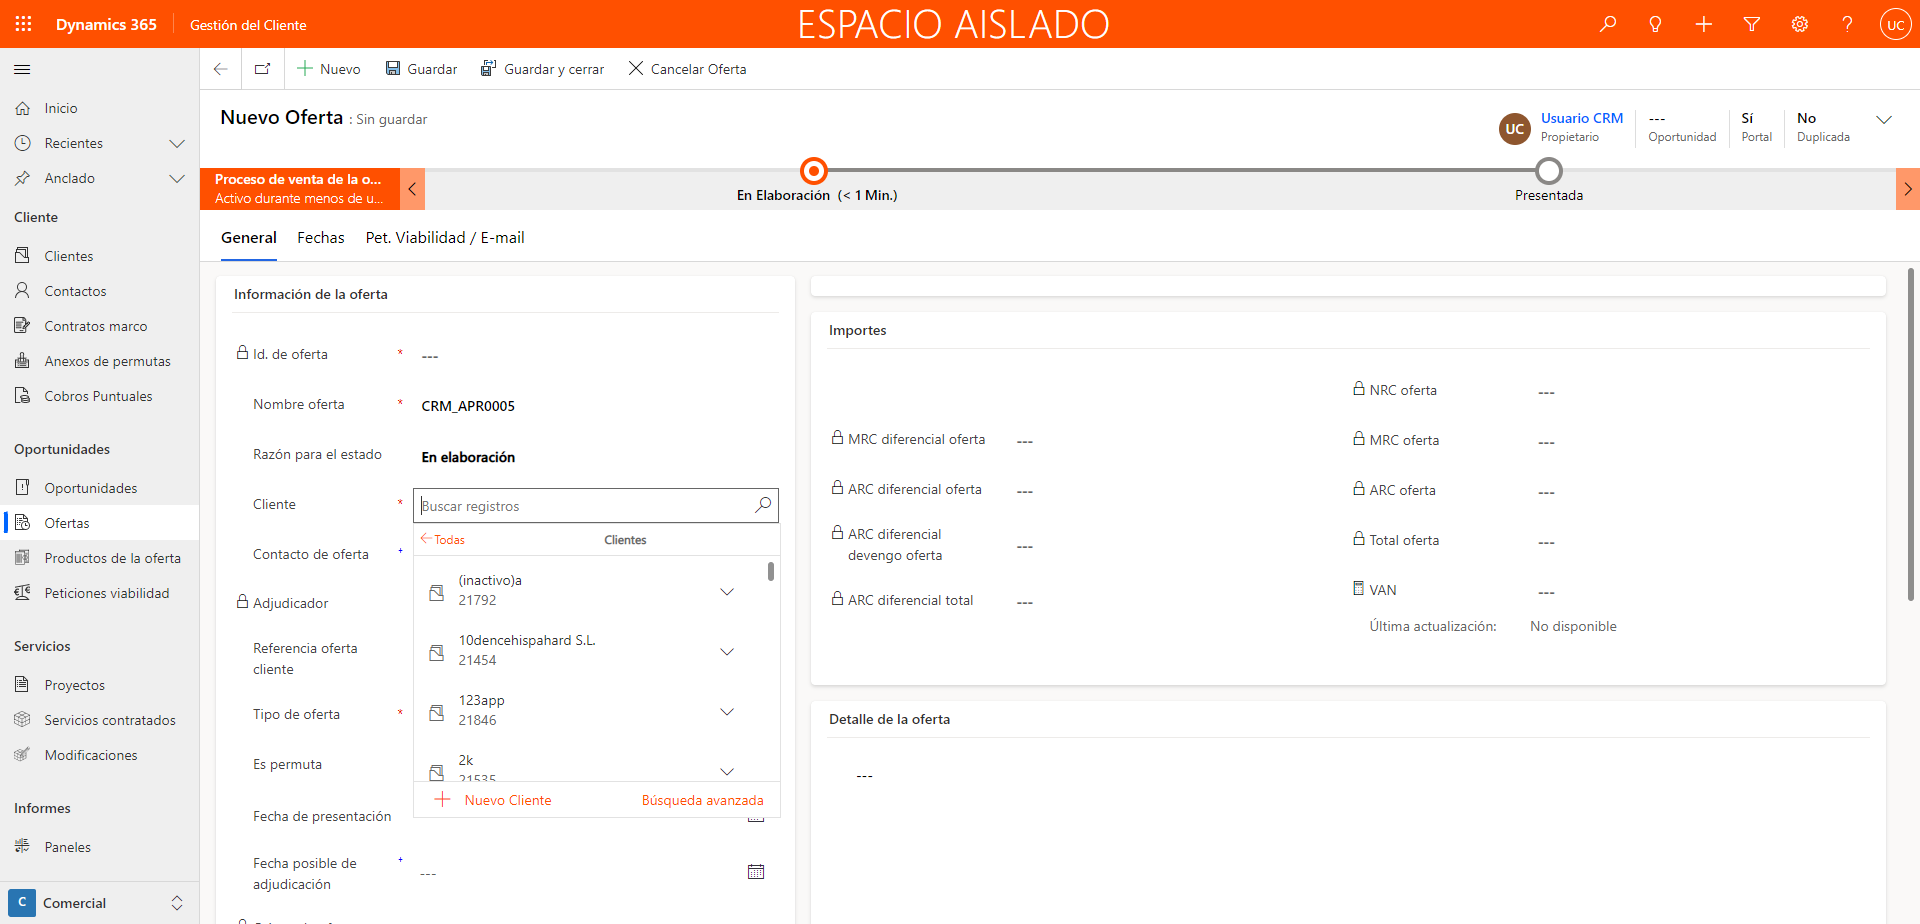 Dynamics 365
Gestión del Cliente
ESPACIO AISLADO
UC
Nuevo
Guardar
Guardar y cerrar
Cancelar Oferta
Inicio
Recientes
Anclado
Cliente
Clientes
Contactos
Contratos marco
Anexos de permutas
Cobros Puntuales
Oportunidades
Oportunidades
Ofertas
Productos de la oferta
Peticiones viabilidad
Servicios
Proyectos
Servicios contratados
Modificaciones
Informes
Paneles
C Comercial
Nuevo Oferta : Sin guardar
UC
Usuario CRM
Propietario
---
Oportunidad
Sí
Portal
No
Duplicada
Proceso de venta de la o...
Activo durante menos de u...
En Elaboración (< 1 Min.)
Presentada
General
Fechas
Pet. Viabilidad / E-mail
Información de la oferta
Id. de oferta * ---
Nombre oferta * CRM_APR0005
Razón para el estado En elaboración
Cliente * Buscar registros
Todas Clientes
(inactivo)a
21792
10dencehispahard S.L.
21454
123app
21846
2k
21535
Nuevo Cliente
Búsqueda avanzada
Contacto de oferta +
Adjudicador
Referencia oferta
cliente
Tipo de oferta *
Es permuta
Fecha de presentación
Fecha posible de
adjudicación + ---
Importes
MRC diferencial oferta ---
ARC diferencial oferta ---
ARC diferencial
devengo oferta ---
ARC diferencial total ---
NRC oferta ---
MRC oferta ---
ARC oferta ---
Total oferta ---
VAN ---
Última actualización: No disponible
Detalle de la oferta
---